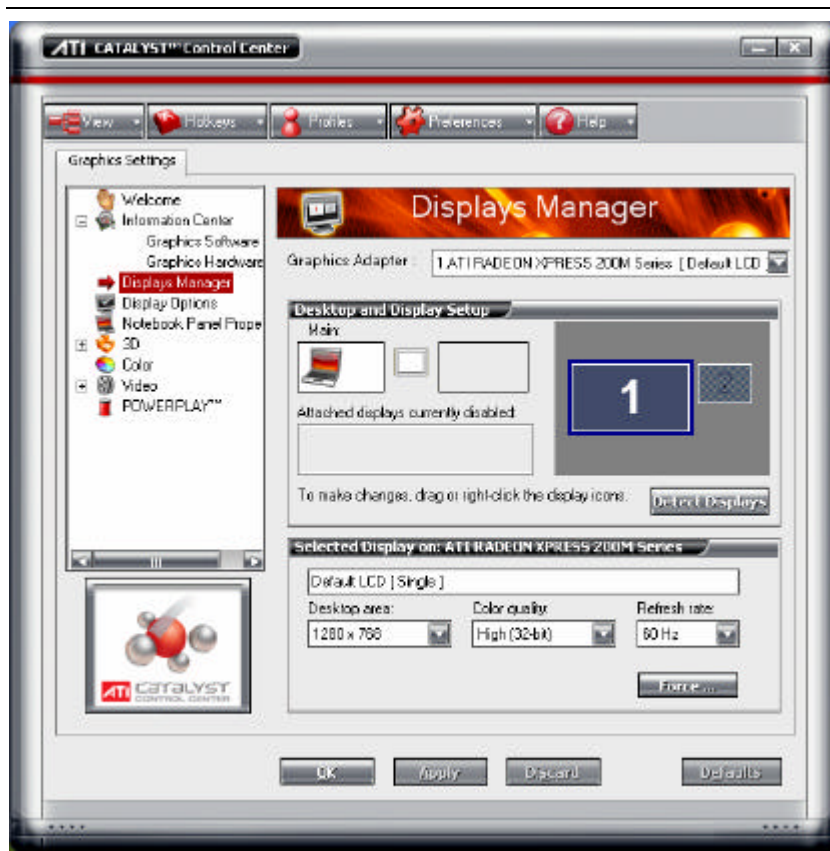 ATI CATALYST™ Control Center
View Hotkeys Profiles Preferences Help
Graphics Settings
Welcome
Information Center
Graphics Software
Graphics Hardware
Displays Manager
Display Options
Notebook Panel Prope
3D
Color
Video
POWERPLAY™
Displays Manager
Graphics Adapter : 1.ATI RADEON XPRESS 200M Series [ Default LCD
Desktop and Display Setup
Main:
1
2
Attached displays currently disabled:
To make changes, drag or right-click the display icons.
Detect Displays
Selected Display on: ATI RADEON XPRESS 200M Series
Default LCD [ Single ]
Desktop area: Color quality: Refresh rate:
1280 x 768 High (32-bit) 60 Hz
Force ...
ATI CATALYST
CONTROL CENTER
OK Apply Discard Defaults